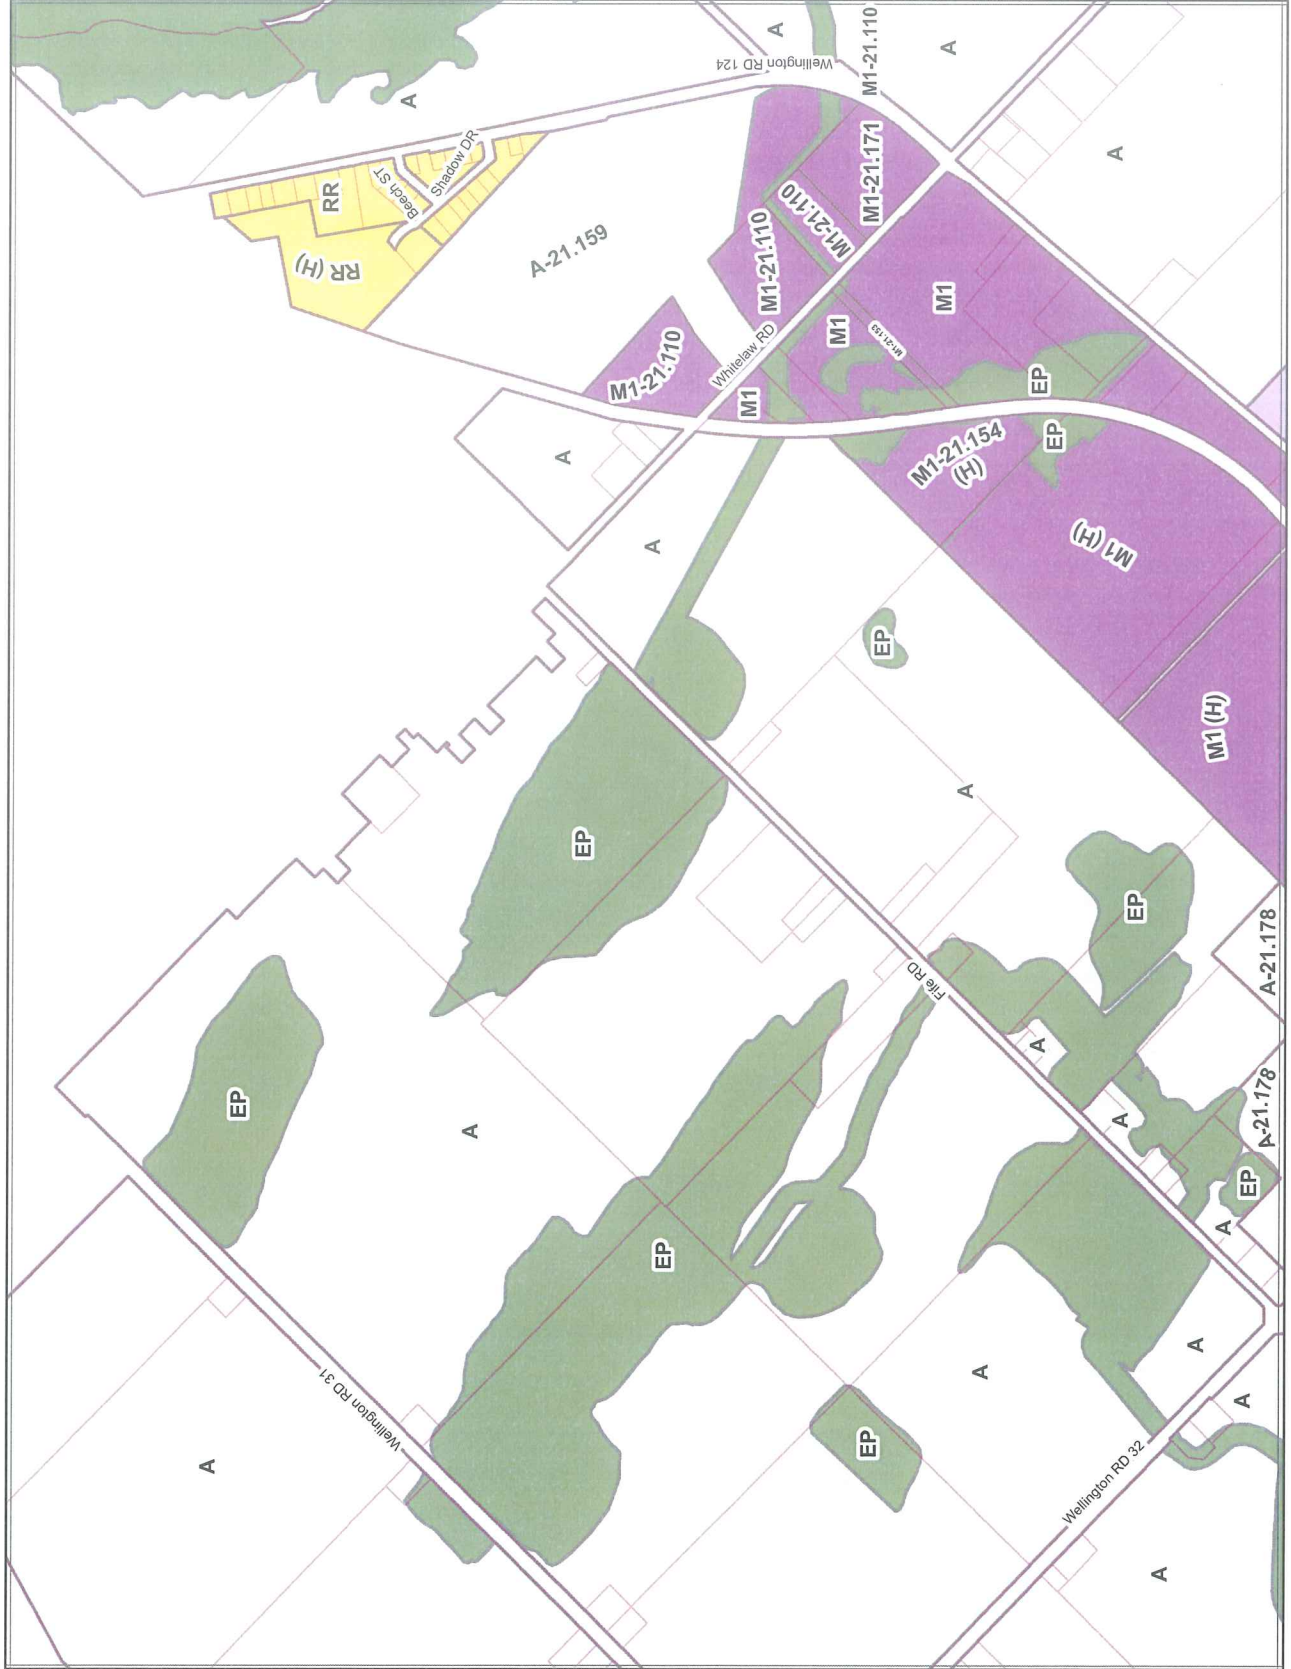 A
Wellington RD 124
M1-21.110
A
A
RR
Beech ST
Shadow DR
A
RR (H)
A-21.159
M1-21.171
M1-21.110
M1-21.110
M1
M1
M1-21.153
M1-21.110
Whitelaw RD
M1
EP
EP
M1-21.154
(H)
A
A
M1 (H)
EP
M1 (H)
A
EP
EP
A-21.178
Fife RD
A
EP
A
A
A-21.178
EP
A
EP
Wellington RD 31
A
EP
A
A
A
Wellington RD 32
A